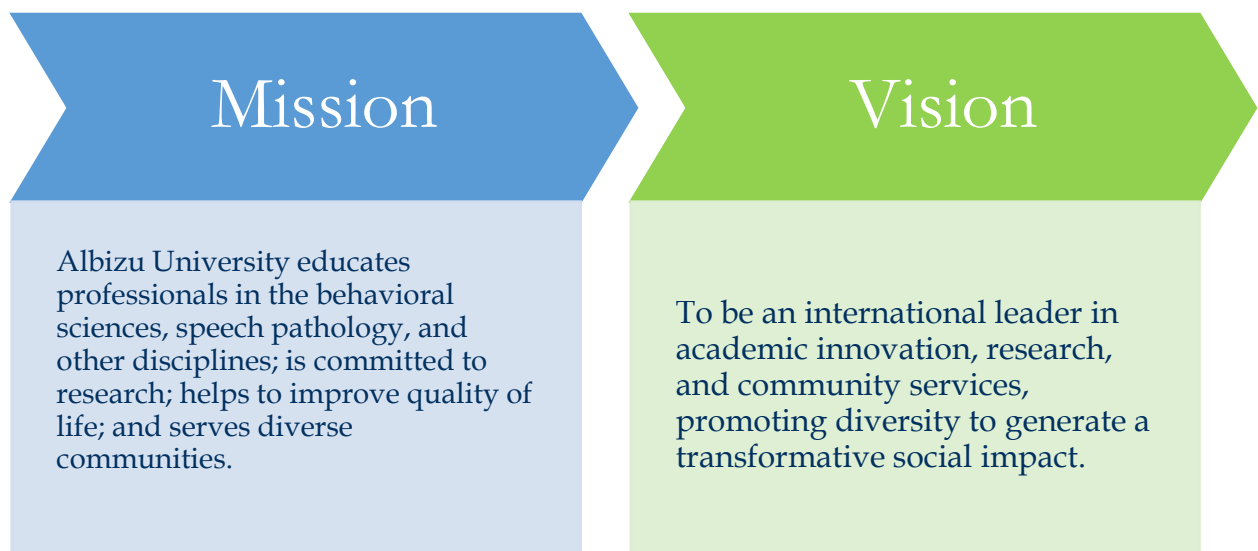 Mission
Albizu University educates
professionals in the behavioral
sciences, speech pathology, and
other disciplines; is committed to
research; helps to improve quality of
life; and serves diverse
communities.
Vision
To be an international leader in
academic innovation, research,
and community services,
promoting diversity to generate a
transformative social impact.